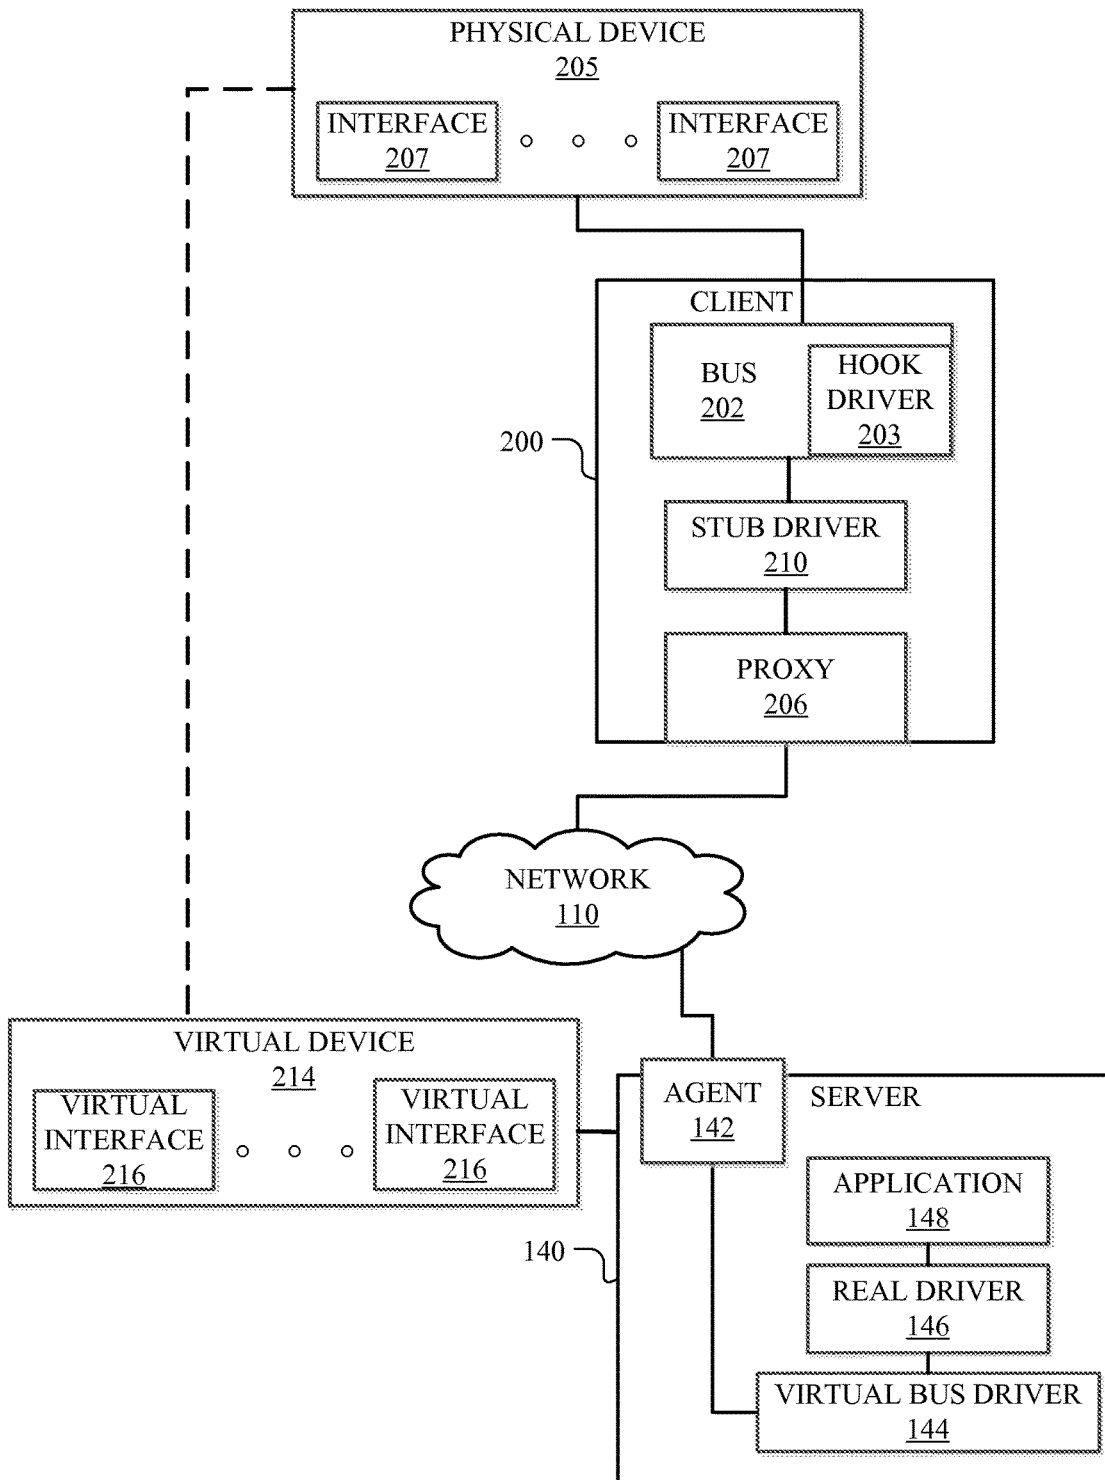 PHYSICAL DEVICE
205
INTERFACE
207
INTERFACE
207
CLIENT
BUS
202
HOOK
DRIVER
203
200
STUB DRIVER
210
PROXY
206
NETWORK
110
VIRTUAL DEVICE
214
VIRTUAL
INTERFACE
216
VIRTUAL
INTERFACE
216
AGENT
142
SERVER
APPLICATION
148
140
REAL DRIVER
146
VIRTUAL BUS DRIVER
144